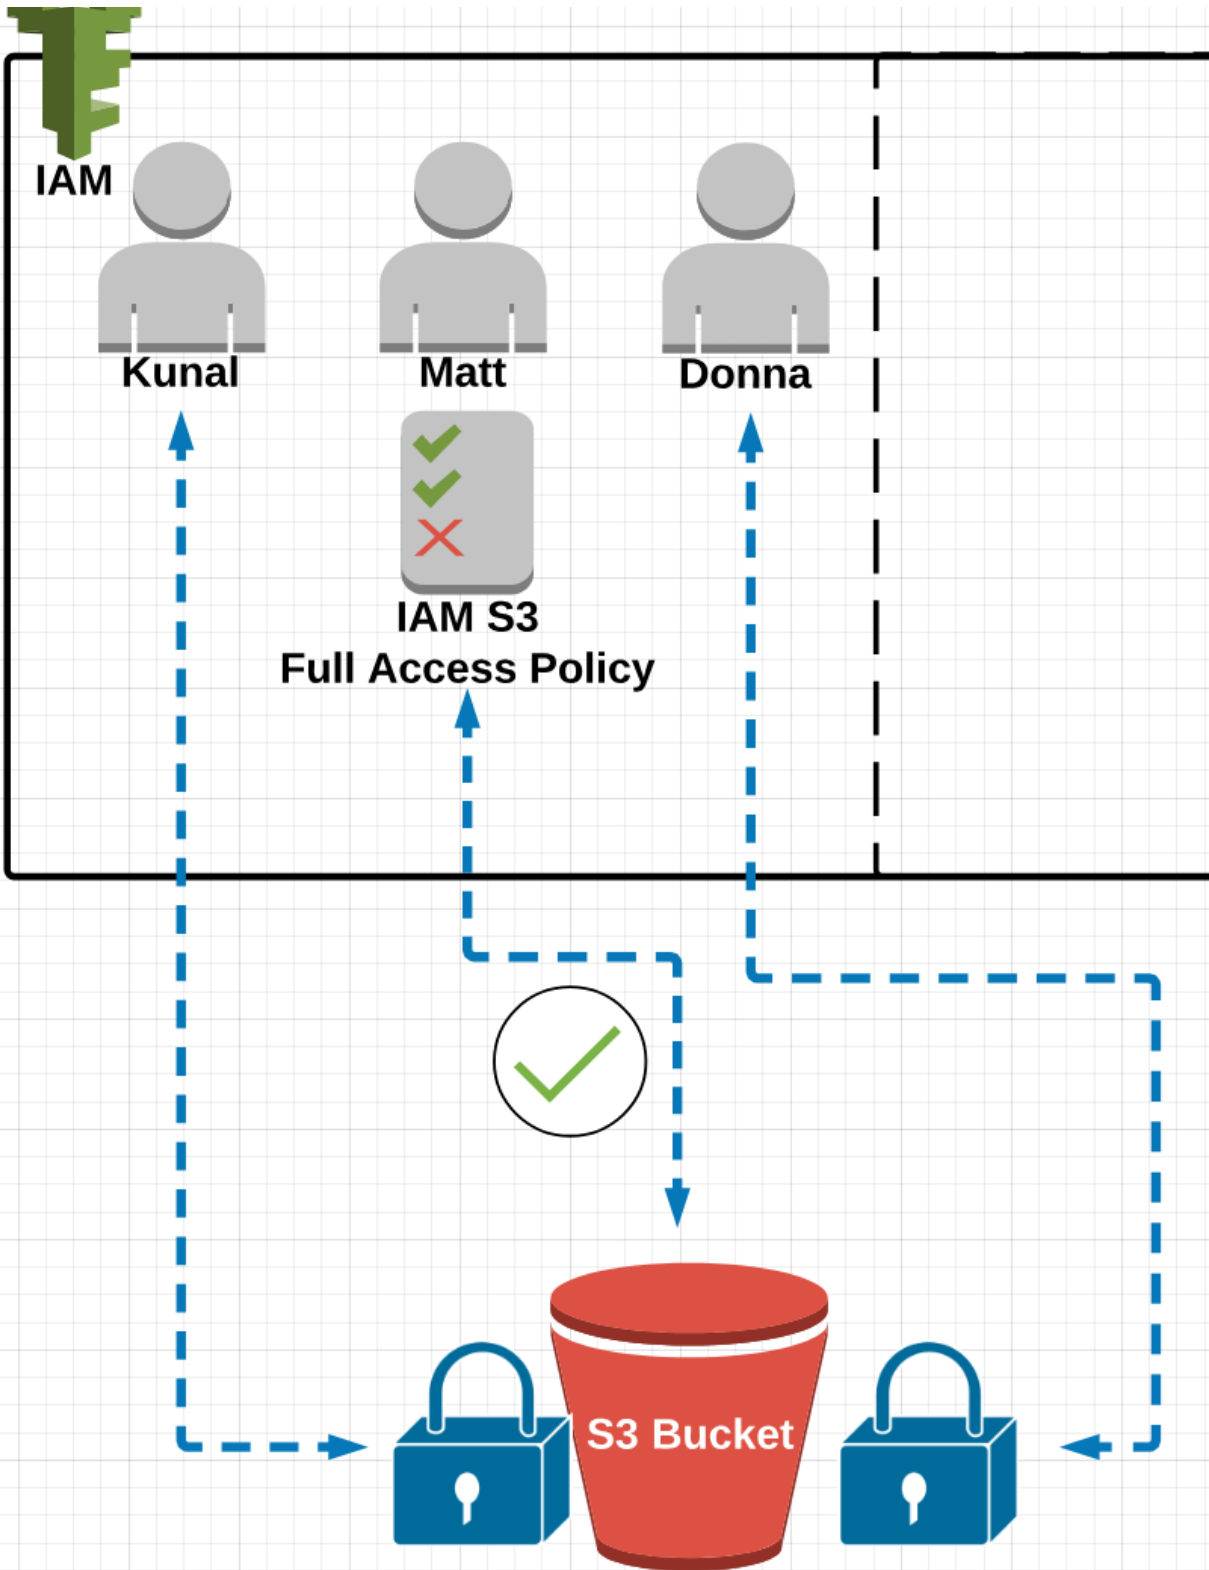 IAM
Kunal
Matt
Donna
IAM S3
Full Access Policy
S3 Bucket